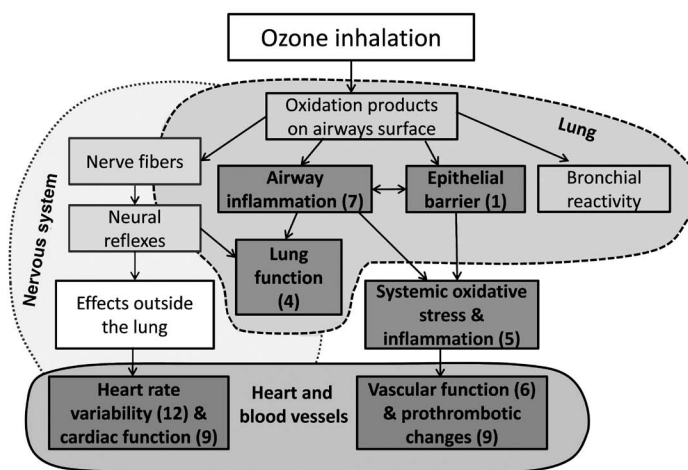 Ozone inhalation
Oxidation products
on airways surface
Lung
Nerve fibers
Airway
inflammation (7)
Epithelial
barrier (1)
Bronchial
reactivity
Neural
reflexes
Lung
function
(4)
Nervous system
Effects outside
the lung
Systemic oxidative
stress &
inflammation (5)
Heart rate
variability (12) &
cardiac function (9)
Heart and
blood vessels
Vascular function (6)
& prothrombotic
changes (9)